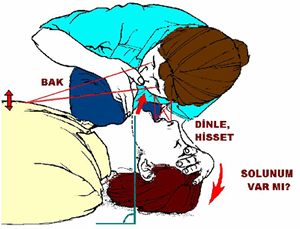 BAK
DİNLE,
HİSSET
SOLUNUM
VAR MI?